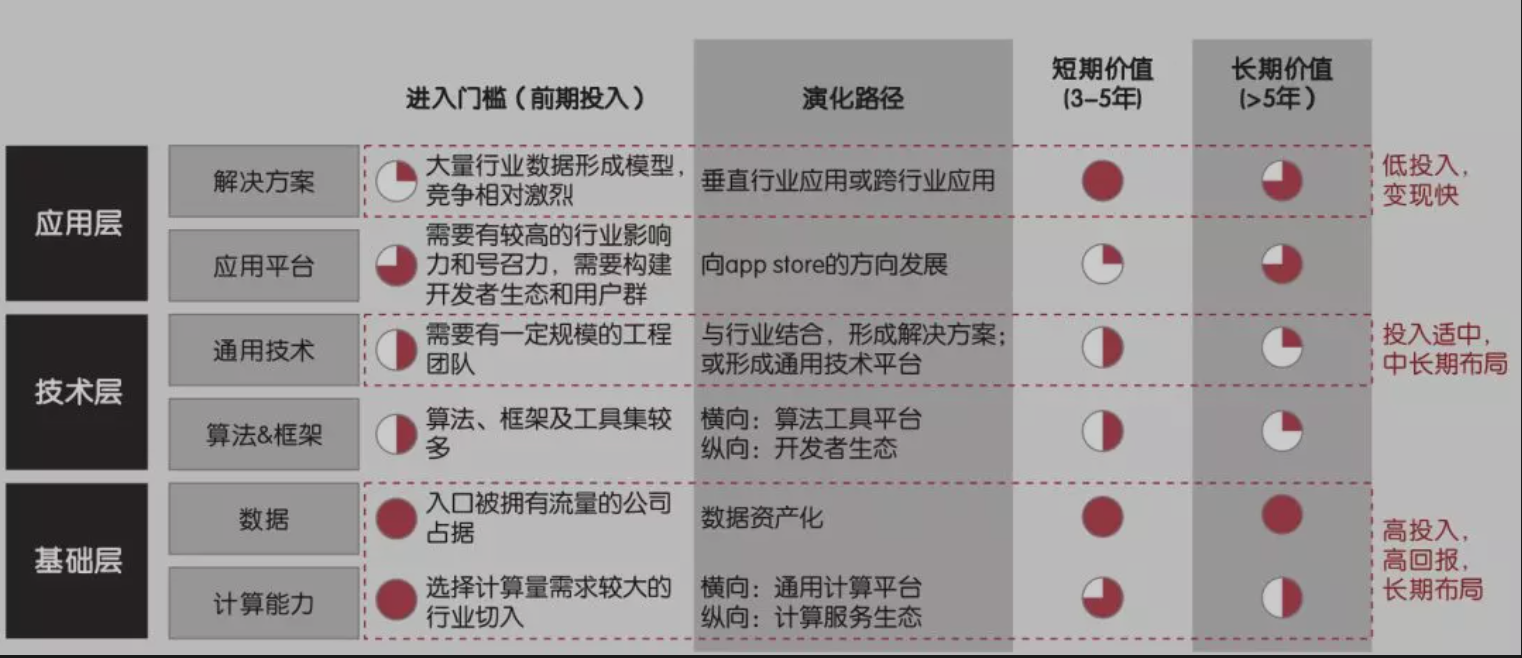 进入门槛（前期投入）
演化路径
短期价值
(3-5年)
长期价值
(>5年）
应用层
解决方案
大量行业数据形成模型，
竞争相对激烈
垂直行业应用或跨行业应用
低投入，
变现快
应用平台
需要有较高的行业影响
力和号召力，需要构建
开发者生态和用户群
向app store的方向发展
技术层
通用技术
需要有一定规模的工程
团队
与行业结合，形成解决方案；
或形成通用技术平台
投入适中，
中长期布局
算法&框架
算法、框架及工具集较
多
横向：算法工具平台
纵向：开发者生态
基础层
数据
入口被拥有流量的公司
占据
数据资产化
高投入，
高回报，
长期布局
计算能力
选择计算量需求较大的
行业切入
横向：通用计算平台
纵向：计算服务生态